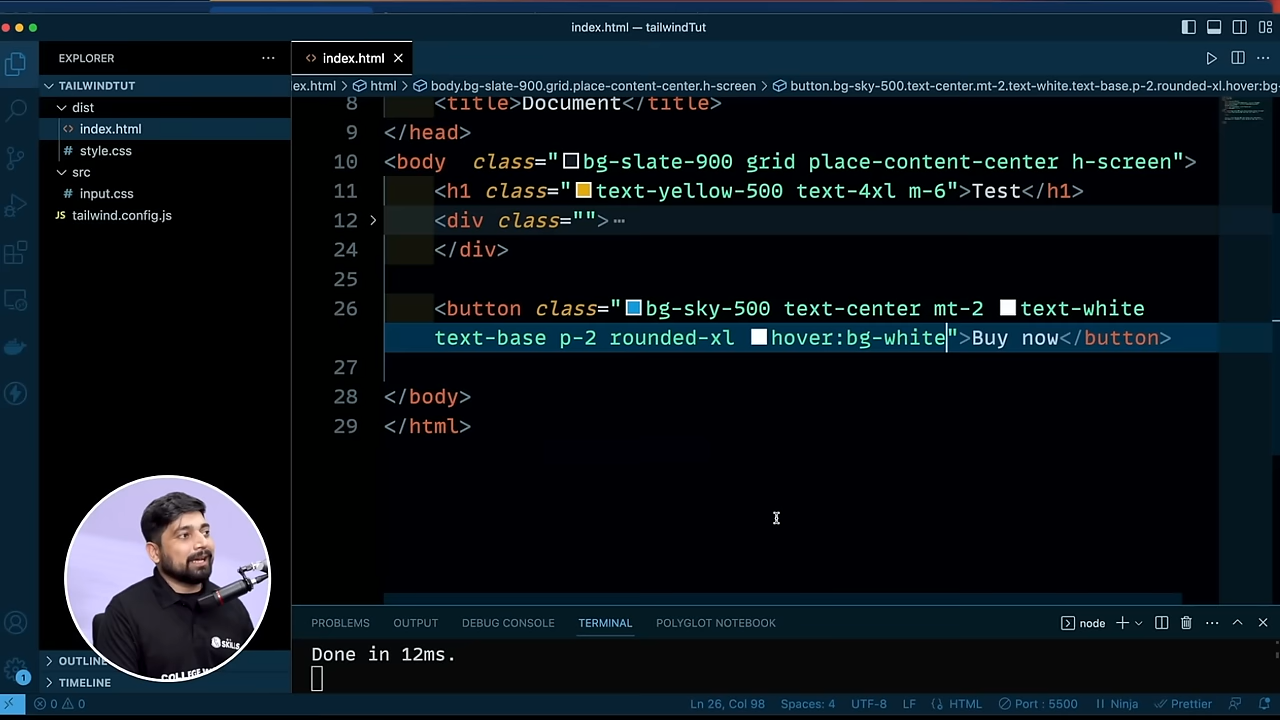 index.html — tailwindTut
EXPLORER
index.html
TAILWINDTUT
dist
index.html
# style.css
src
# input.css
JS tailwind.config.js
OUTLINE
TIMELINE
ex.html > html > body.bg-slate-900.grid.place-content-center.h-screen > button.bg-sky-500.text-center.mt-2.text-white.text-base.p-2.rounded-xl.hover:bg-
8 <title>Document</title>
9 </head>
10 <body class="bg-slate-900 grid place-content-center h-screen">
11 <h1 class="text-yellow-500 text-4xl m-6">Test</h1>
12 <div class="">⋯
24 </div>
25
26 <button class="bg-sky-500 text-center mt-2 text-white
text-base p-2 rounded-xl hover:bg-white">Buy now</button>
27
28 </body>
29 </html>
PROBLEMS OUTPUT DEBUG CONSOLE TERMINAL POLYGLOT NOTEBOOK node
Done in 12ms.
SKILLS
1
0 0 Ln 26, Col 98 Spaces: 4 UTF-8 LF HTML Port : 5500 Ninja Prettier